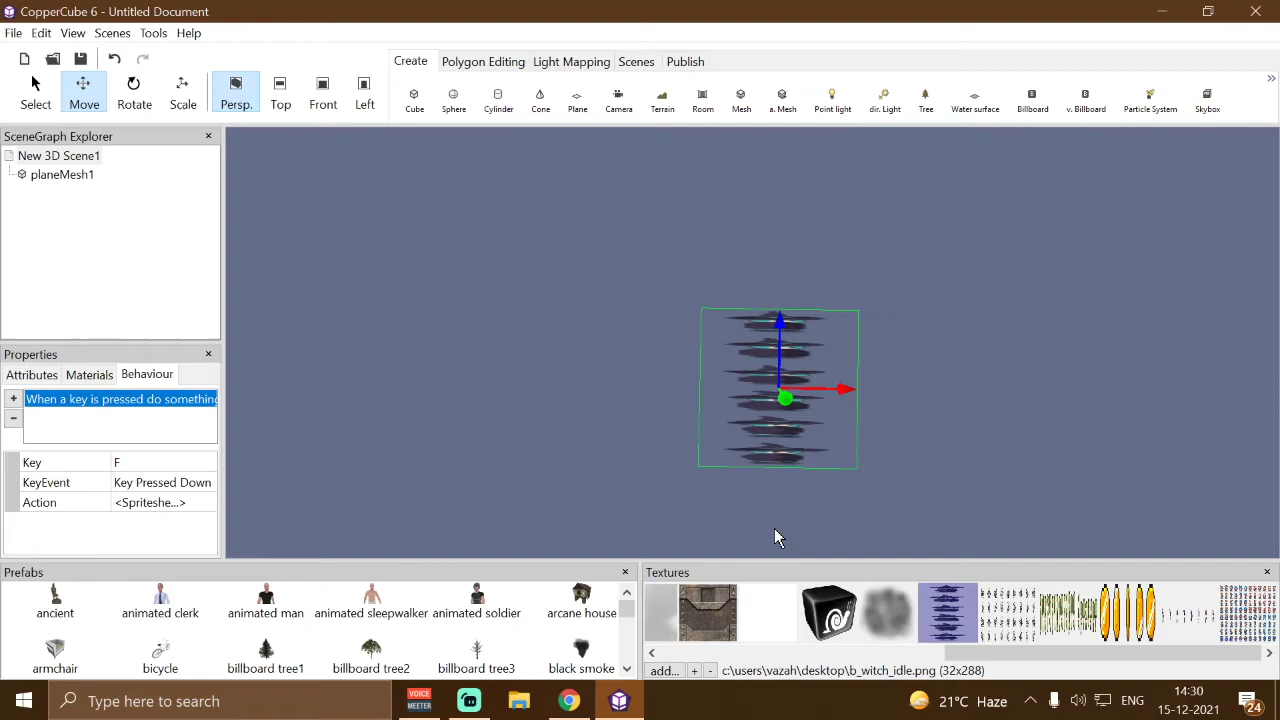 CopperCube 6 - Untitled Document
File Edit View Scenes Tools Help
Create Polygon Editing Light Mapping Scenes Publish
Select Move Rotate Scale Persp. Top Front Left
Cube Sphere Cylinder Cone Plane Camera Terrain Room Mesh a. Mesh Point light dir. Light Tree Water surface Billboard v. Billboard Particle System Skybox
SceneGraph Explorer
New 3D Scene1
planeMesh1
Properties
Attributes Materials Behaviour
+ When a key is pressed do something
-
Key F
KeyEvent Key Pressed Down
Action <Spriteshe...>
Prefabs
ancient animated clerk animated man animated sleepwalker animated soldier arcane house
armchair bicycle billboard tree1 billboard tree2 billboard tree3 black smoke
Textures
add... + - c:\users\vazah\desktop\b_witch_idle.png (32x288)
Type here to search
VOICE
MEETER
21°C Haze
ENG
14:30
15-12-2021
24